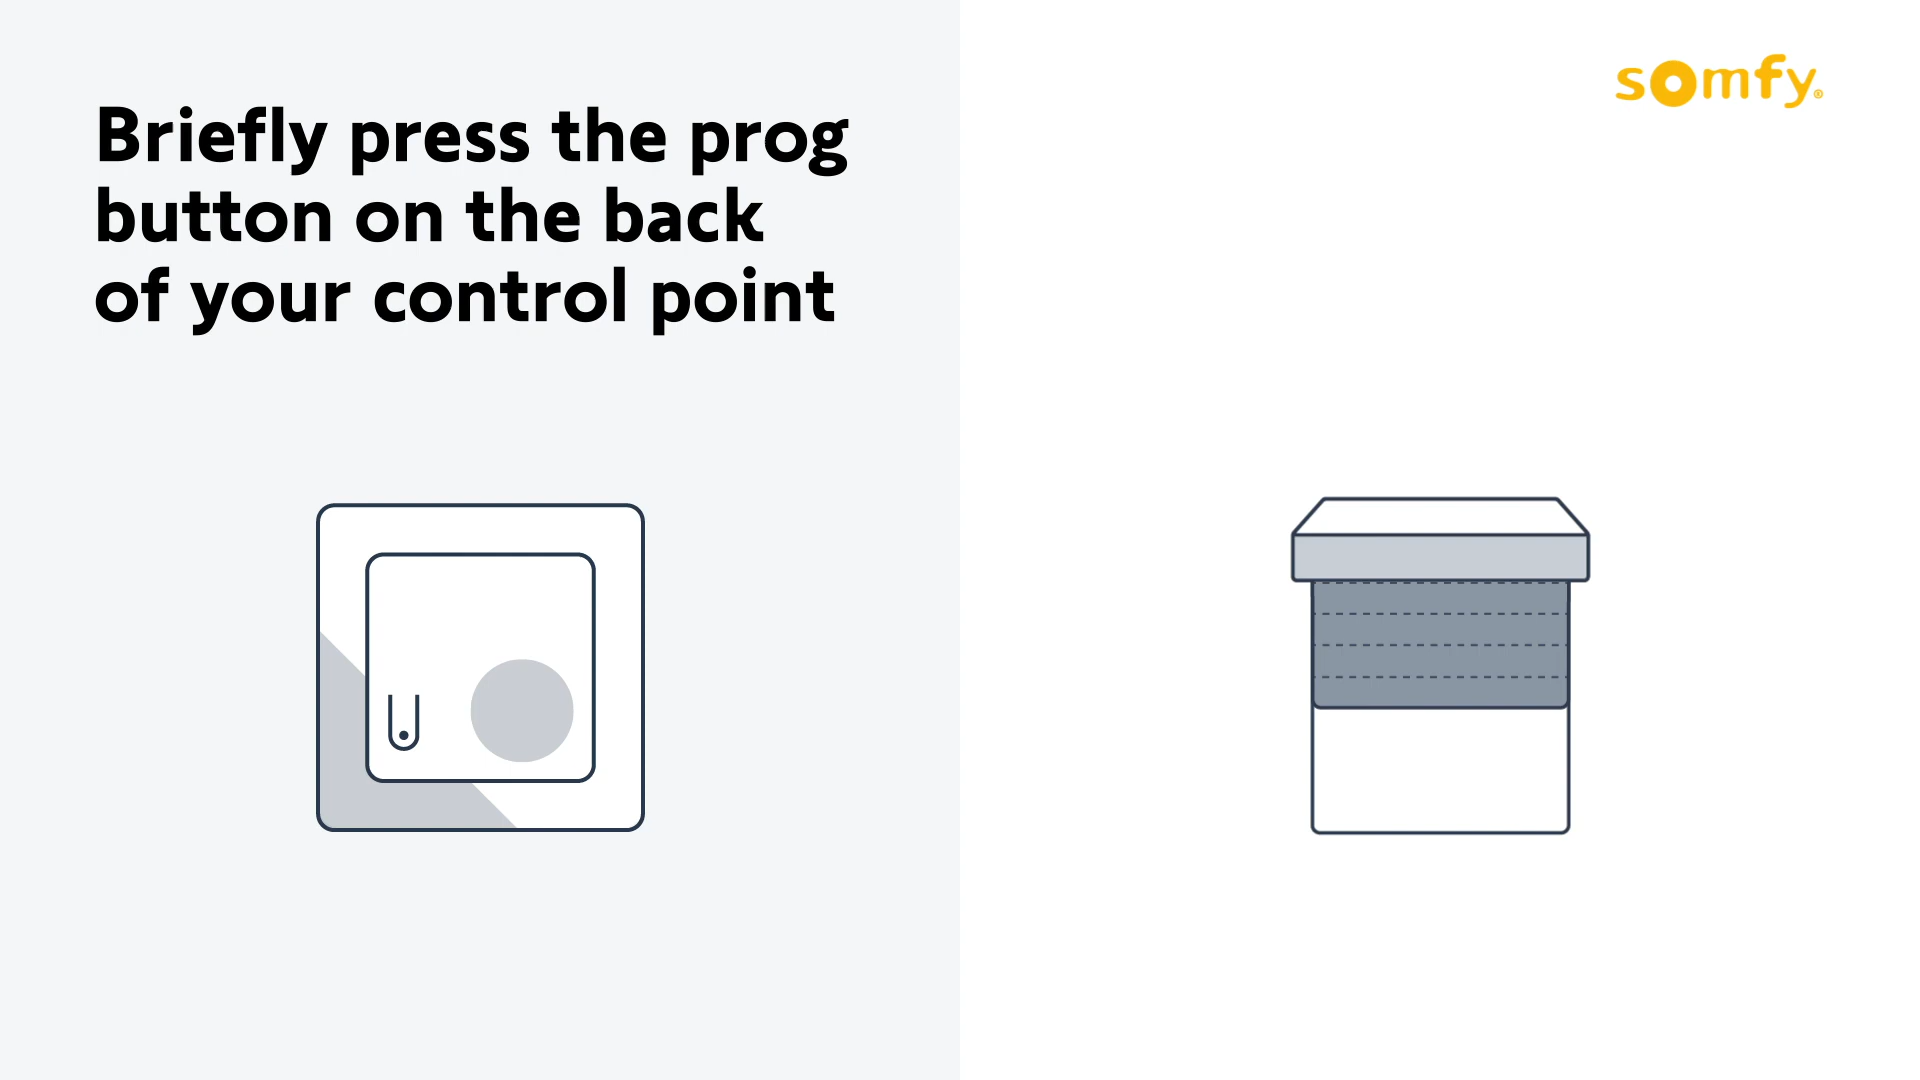 somfy®
Briefly press the prog
button on the back
of your control point